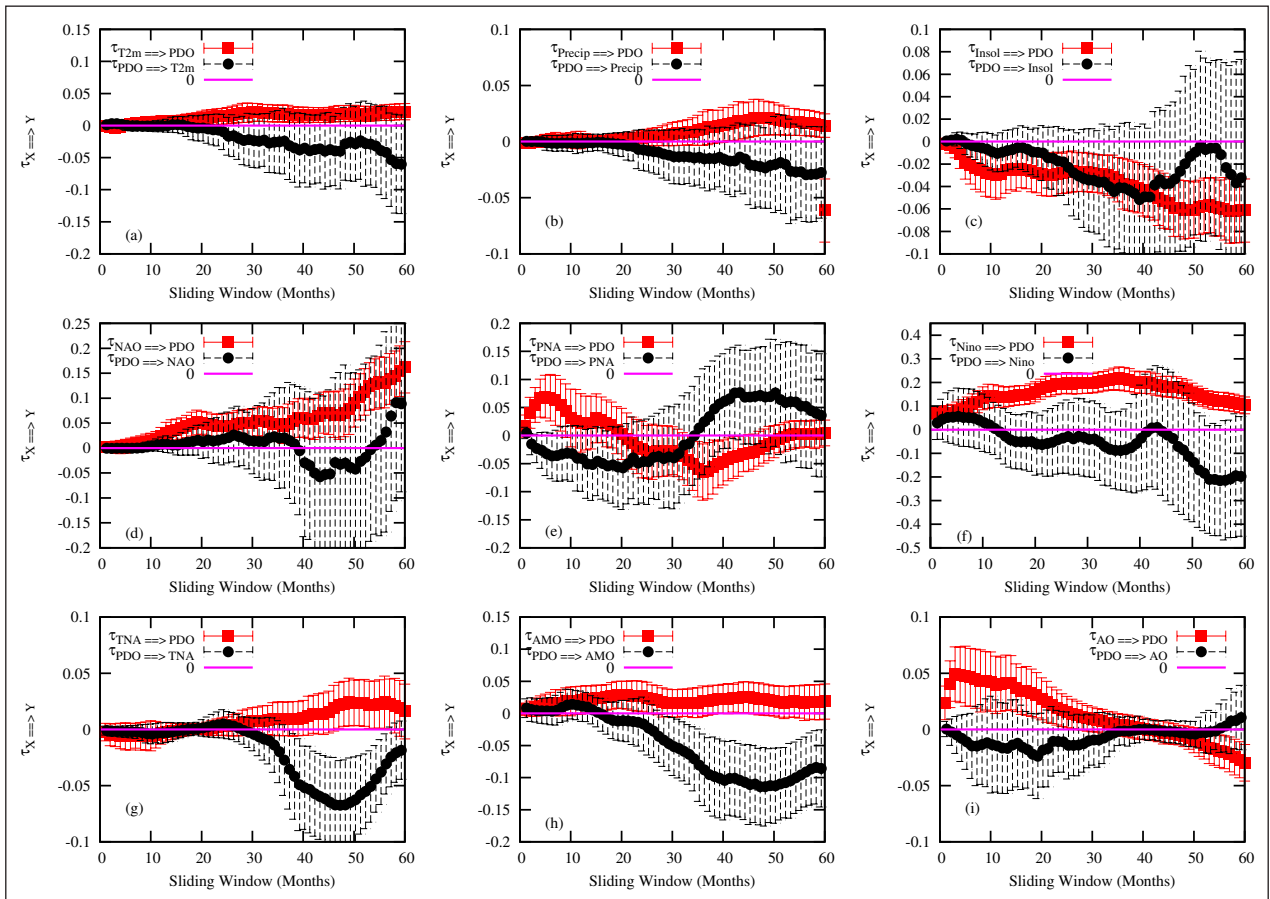 0.15
0.1
0.05
0
-0.05
-0.1
-0.15
-0.2
τT2m ==> PDO
τPDO ==> T2m
0
τX ==> Y
(a)
0 10 20 30 40 50 60
Sliding Window (Months)
0.1
0.05
0
-0.05
-0.1
τPrecip ==> PDO
τPDO ==> Precip
0
τX ==> Y
(b)
0 10 20 30 40 50 60
Sliding Window (Months)
0.1
0.08
0.06
0.04
0.02
0
-0.02
-0.04
-0.06
-0.08
-0.1
τInsol ==> PDO
τPDO ==> Insol
0
τX ==> Y
(c)
0 10 20 30 40 50 60
Sliding Window (Months)
0.25
0.2
0.15
0.1
0.05
0
-0.05
-0.1
-0.15
-0.2
τNAO ==> PDO
τPDO ==> NAO
0
τX ==> Y
(d)
0 10 20 30 40 50 60
Sliding Window (Months)
0.2
0.15
0.1
0.05
0
-0.05
-0.1
-0.15
-0.2
τPNA ==> PDO
τPDO ==> PNA
0
τX ==> Y
(e)
0 10 20 30 40 50 60
Sliding Window (Months)
0.4
0.3
0.2
0.1
0
-0.1
-0.2
-0.3
-0.4
-0.5
τNino ==> PDO
τPDO ==> Nino
0
τX ==> Y
(f)
0 10 20 30 40 50 60
Sliding Window (Months)
0.1
0.05
0
-0.05
-0.1
τTNA ==> PDO
τPDO ==> TNA
0
τX ==> Y
(g)
0 10 20 30 40 50 60
Sliding Window (Months)
0.15
0.1
0.05
0
-0.05
-0.1
-0.15
-0.2
τAMO ==> PDO
τPDO ==> AMO
0
τX ==> Y
(h)
0 10 20 30 40 50 60
Sliding Window (Months)
0.1
0.05
0
-0.05
-0.1
τAO ==> PDO
τPDO ==> AO
0
τX ==> Y
(i)
0 10 20 30 40 50 60
Sliding Window (Months)